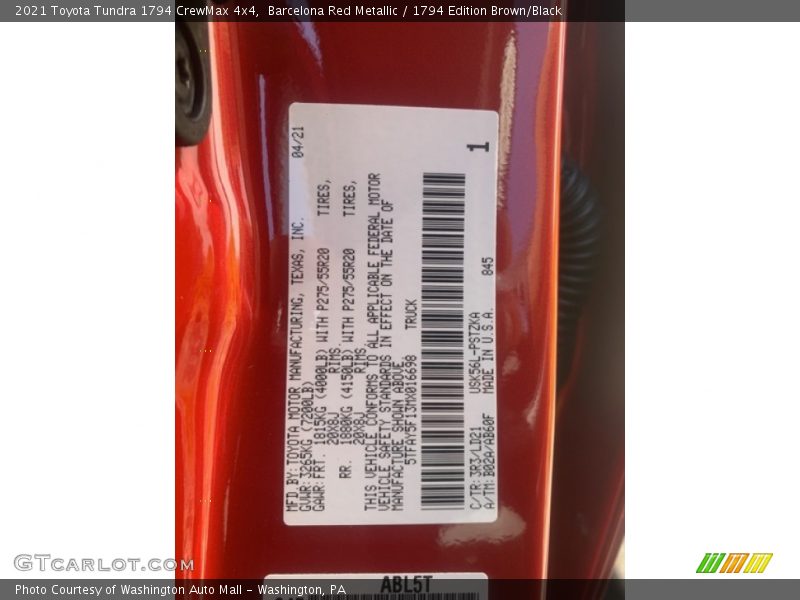 2021 Toyota Tundra 1794 CrewMax 4x4,  Barcelona Red Metallic / 1794 Edition Brown/Black
MFD.BY:TOYOTA MOTOR MANUFACTURING, TEXAS, INC. 04/21
GVWR:3265KG (7200LB)
GAWR:FRT. 1815KG (4000LB) WITH P275/55R20 TIRES,
20X8J RIMS,
RR. 1880KG (4150LB) WITH P275/55R20 TIRES,
20X8J RIMS,
THIS VEHICLE CONFORMS TO ALL APPLICABLE FEDERAL MOTOR
VEHICLE SAFETY STANDARDS IN EFFECT ON THE DATE OF
MANUFACTURE SHOWN ABOVE
5TFAY5F13MX016698 TRUCK
1
C/TR:3R3/LD21 USK56L-PSTZKA 845
A/TM:B03A/AB60F MADE IN U.S.A.
ABL5T
GTCARLOT.COM
Photo Courtesy of Washington Auto Mall - Washington, PA